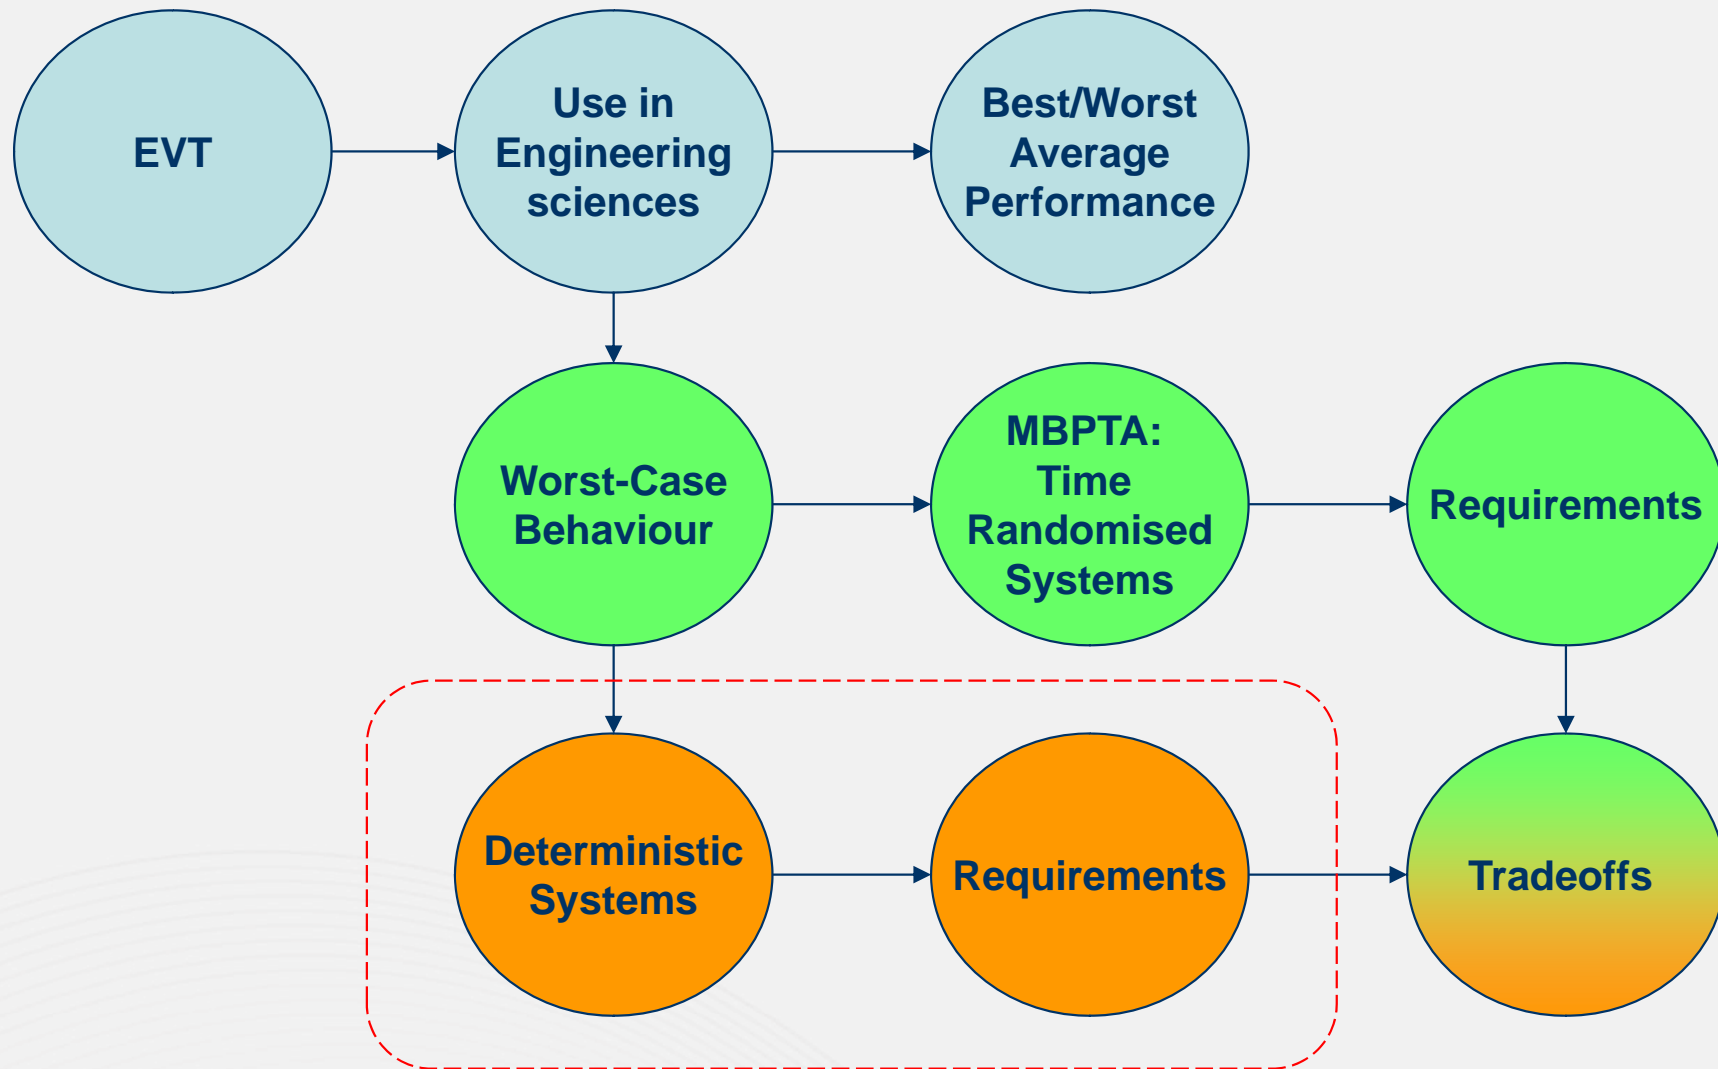 EVT
Use in
Engineering
sciences
Best/Worst
Average
Performance
Worst-Case
Behaviour
MBPTA:
Time
Randomised
Systems
Requirements
Deterministic
Systems
Requirements
Tradeoffs